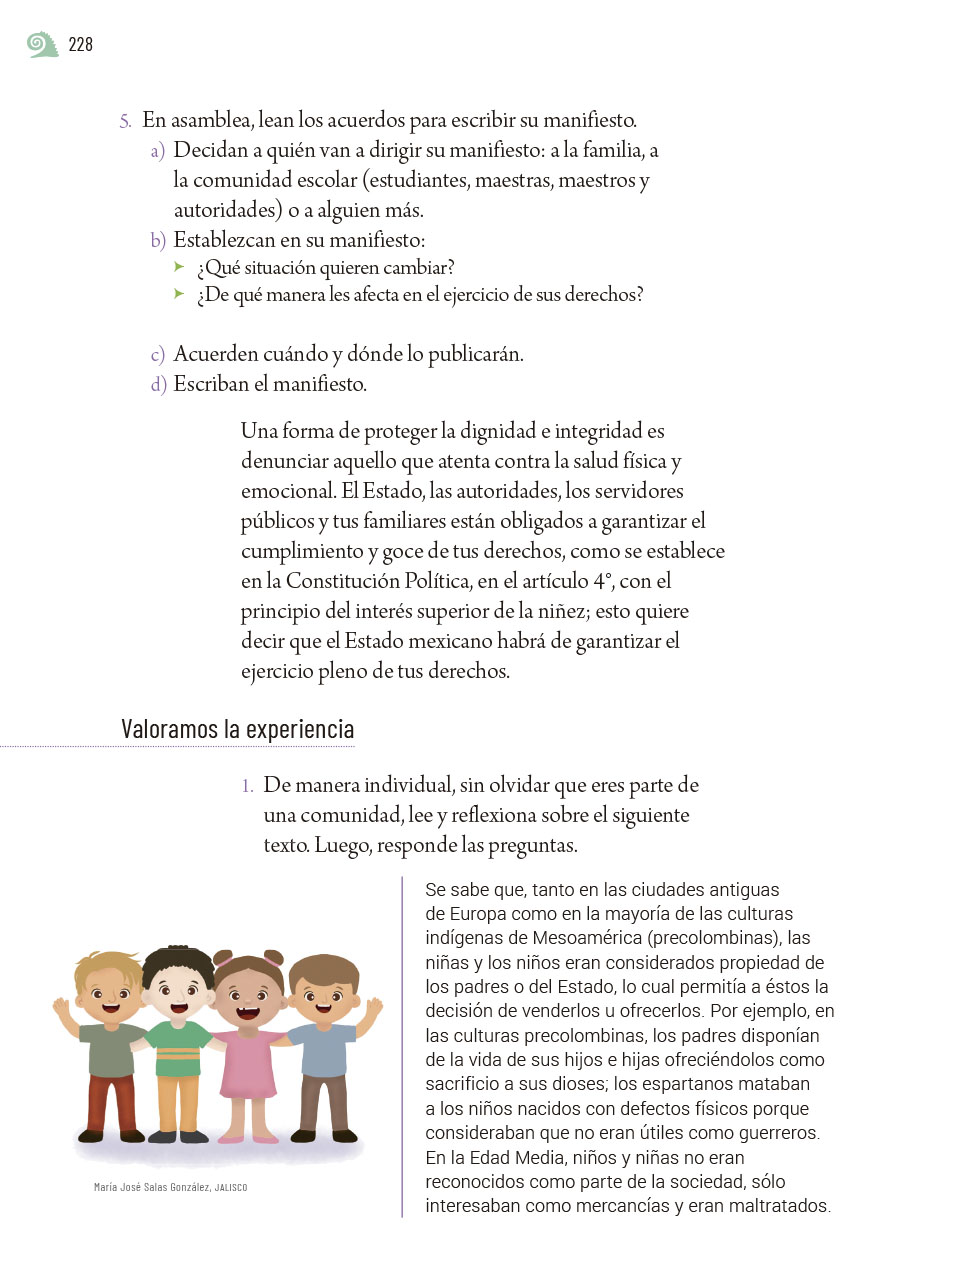 228
5. En asamblea, lean los acuerdos para escribir su manifiesto.
a) Decidan a quién van a dirigir su manifiesto: a la familia, a
la comunidad escolar (estudiantes, maestras, maestros y
autoridades) o a alguien más.
b) Establezcan en su manifiesto:
➤ ¿Qué situación quieren cambiar?
➤ ¿De qué manera les afecta en el ejercicio de sus derechos?
c) Acuerden cuándo y dónde lo publicarán.
d) Escriban el manifiesto.
Una forma de proteger la dignidad e integridad es
denunciar aquello que atenta contra la salud física y
emocional. El Estado, las autoridades, los servidores
públicos y tus familiares están obligados a garantizar el
cumplimiento y goce de tus derechos, como se establece
en la Constitución Política, en el artículo 4°, con el
principio del interés superior de la niñez; esto quiere
decir que el Estado mexicano habrá de garantizar el
ejercicio pleno de tus derechos.
Valoramos la experiencia
1. De manera individual, sin olvidar que eres parte de
una comunidad, lee y reflexiona sobre el siguiente
texto. Luego, responde las preguntas.
Se sabe que, tanto en las ciudades antiguas
de Europa como en la mayoría de las culturas
indígenas de Mesoamérica (precolombinas), las
niñas y los niños eran considerados propiedad de
los padres o del Estado, lo cual permitía a éstos la
decisión de venderlos u ofrecerlos. Por ejemplo, en
las culturas precolombinas, los padres disponían
de la vida de sus hijos e hijas ofreciéndolos como
sacrificio a sus dioses; los espartanos mataban
a los niños nacidos con defectos físicos porque
consideraban que no eran útiles como guerreros.
En la Edad Media, niños y niñas no eran
reconocidos como parte de la sociedad, sólo
interesaban como mercancías y eran maltratados.
María José Salas González, JALISCO